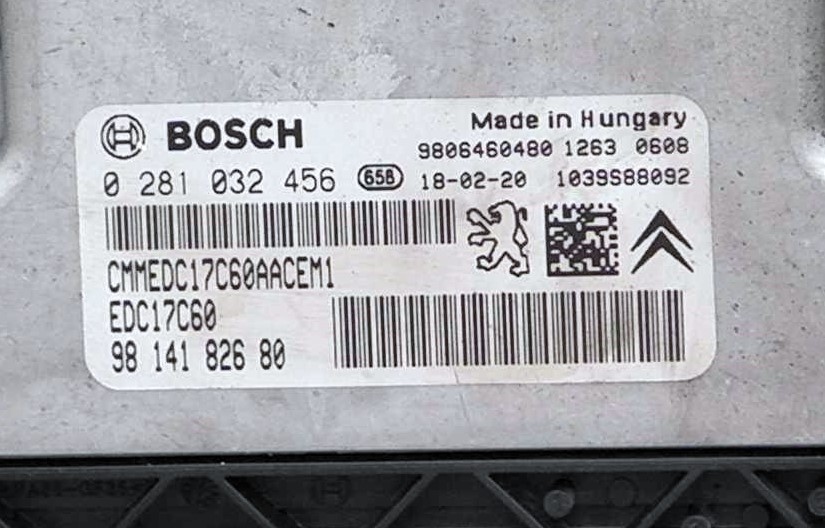 BOSCH
Made in Hungary
9806460480 1263 0608
0 281 032 456 658 18-02-20 1039S88092
CMMEDC17C60AACEM1
EDC17C60
98 141 826 80